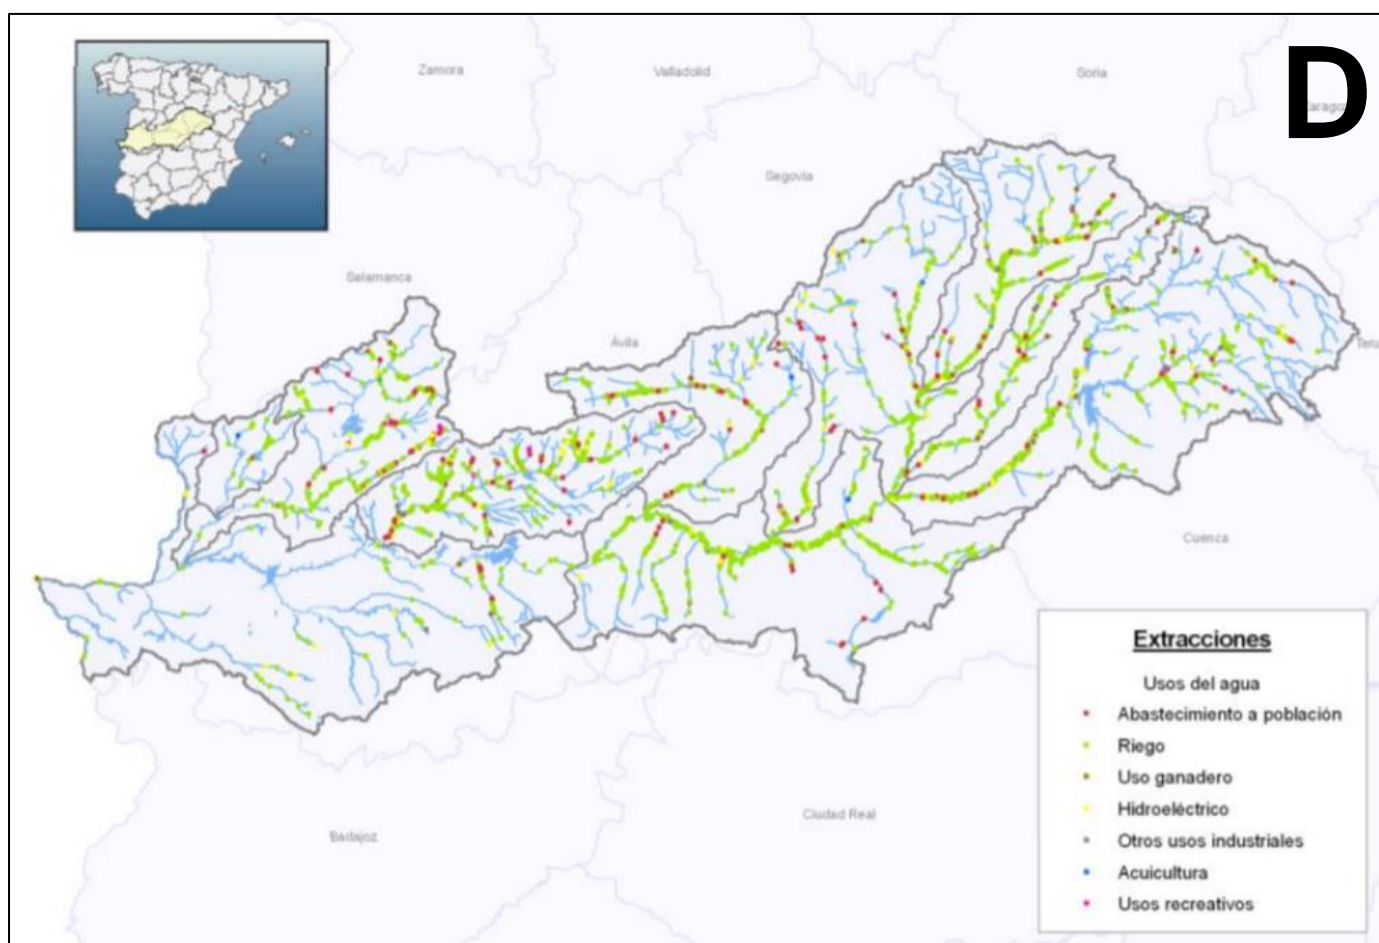 D
Zamora
Valladolid
Soria
Segovia
Salamanca
Ávila
Cuenca
Ciudad Real
Badajoz
Extracciones
Usos del agua
Abastecimiento a población
Riego
Uso ganadero
Hidroeléctrico
Otros usos industriales
Acuicultura
Usos recreativos